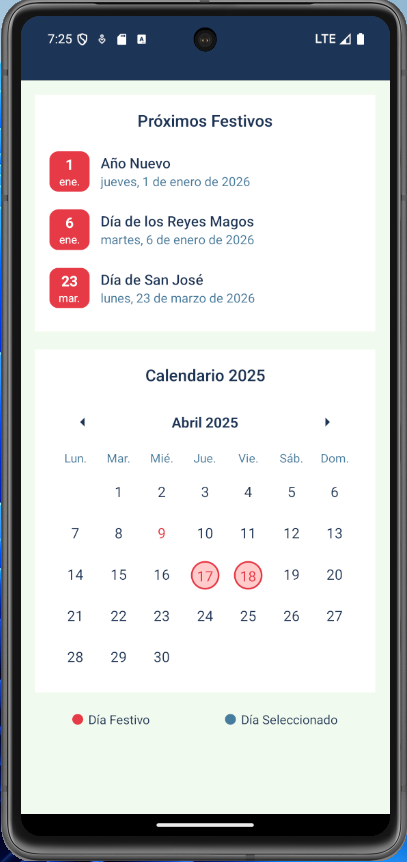 7:25 LTE
Próximos Festivos
1
ene.
Año Nuevo
jueves, 1 de enero de 2026
6
ene.
Día de los Reyes Magos
martes, 6 de enero de 2026
23
mar.
Día de San José
lunes, 23 de marzo de 2026
Calendario 2025
Abril 2025
Lun. Mar. Mié. Jue. Vie. Sáb. Dom.
1 2 3 4 5 6
7 8 9 10 11 12 13
14 15 16 17 18 19 20
21 22 23 24 25 26 27
28 29 30
Día Festivo Día Seleccionado